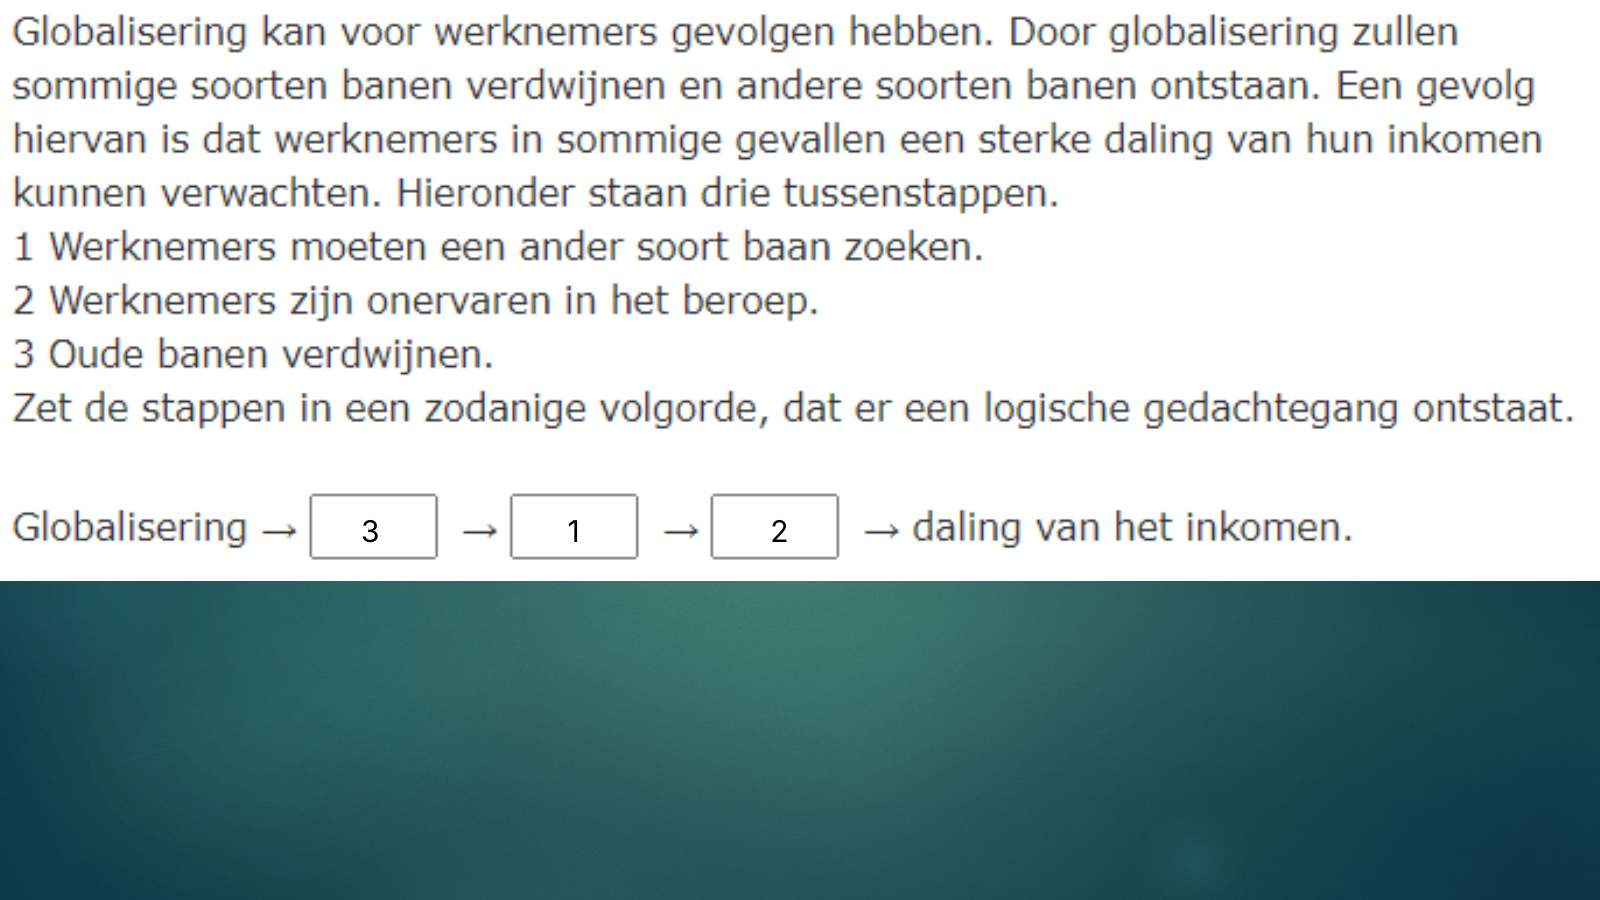 Globalisering kan voor werknemers gevolgen hebben. Door globalisering zullen
sommige soorten banen verdwijnen en andere soorten banen ontstaan. Een gevolg
hiervan is dat werknemers in sommige gevallen een sterke daling van hun inkomen
kunnen verwachten. Hieronder staan drie tussenstappen.
1 Werknemers moeten een ander soort baan zoeken.
2 Werknemers zijn onervaren in het beroep.
3 Oude banen verdwijnen.
Zet de stappen in een zodanige volgorde, dat er een logische gedachtegang ontstaat.
Globalisering → 3 → 1 → 2 → daling van het inkomen.